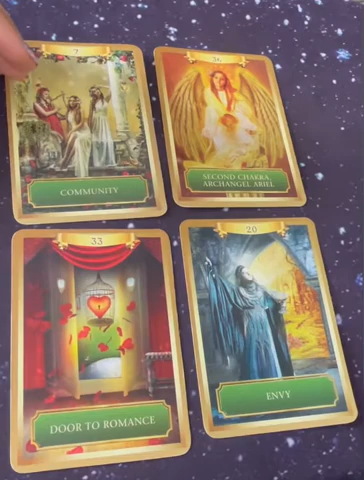 7
COMMUNITY
36
SECOND CHAKRA,
ARCHANGEL ARIEL
33
DOOR TO ROMANCE
20
ENVY